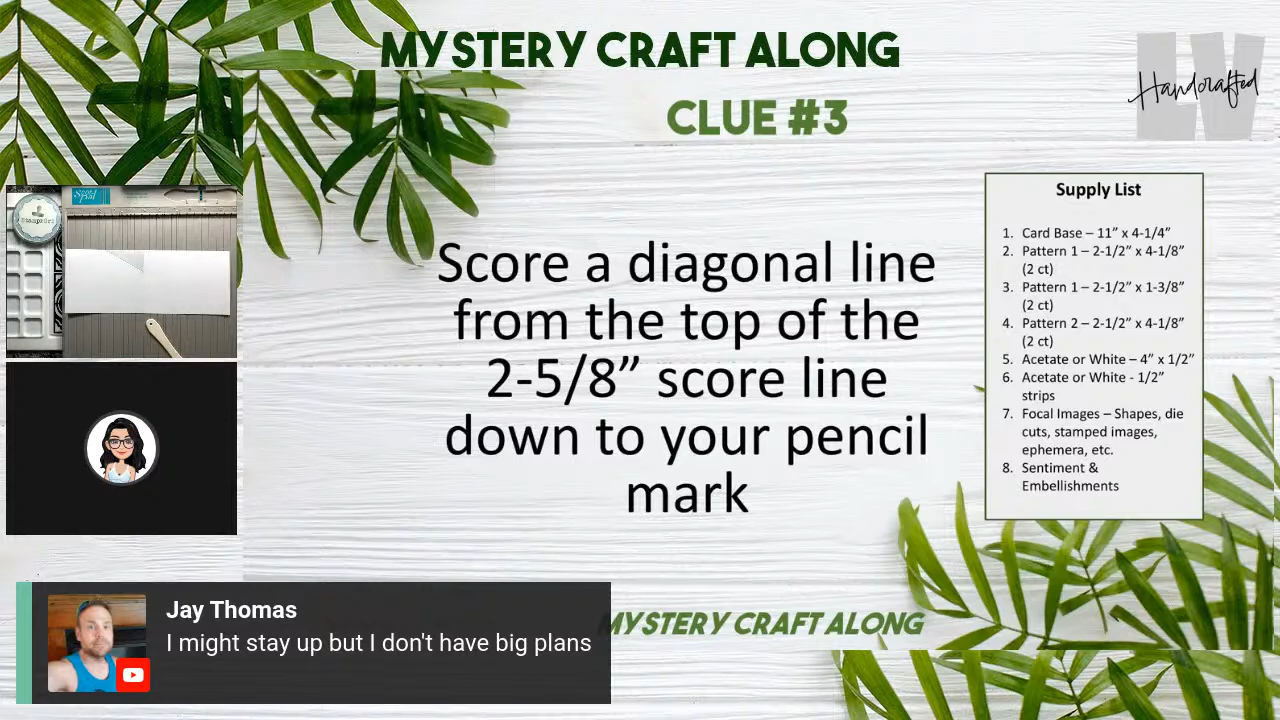 MYSTERY CRAFT ALONG
CLUE #3
Handcrafted
Score a diagonal line
from the top of the
2-5/8” score line
down to your pencil
mark
Supply List
1. Card Base – 11” x 4-1/4”
2. Pattern 1 – 2-1/2” x 4-1/8”
(2 ct)
3. Pattern 1 – 2-1/2” x 1-3/8”
(2 ct)
4. Pattern 2 – 2-1/2” x 4-1/8”
(2 ct)
5. Acetate or White – 4” x 1/2”
6. Acetate or White - 1/2”
strips
7. Focal Images – Shapes, die
cuts, stamped images,
ephemera, etc.
8. Sentiment &
Embellishments
Jay Thomas
I might stay up but I don't have big plans
MYSTERY CRAFT ALONG